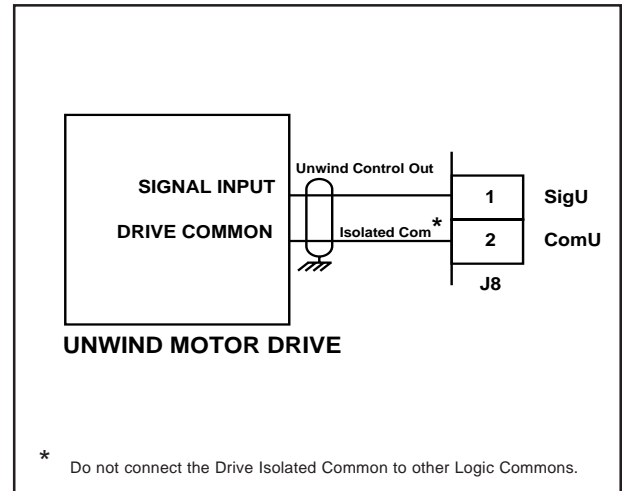 Unwind Control Out
SIGNAL INPUT
1
SigU
DRIVE COMMON
Isolated Com*
2
ComU
J8
UNWIND MOTOR DRIVE
* Do not connect the Drive Isolated Common to other Logic Commons.